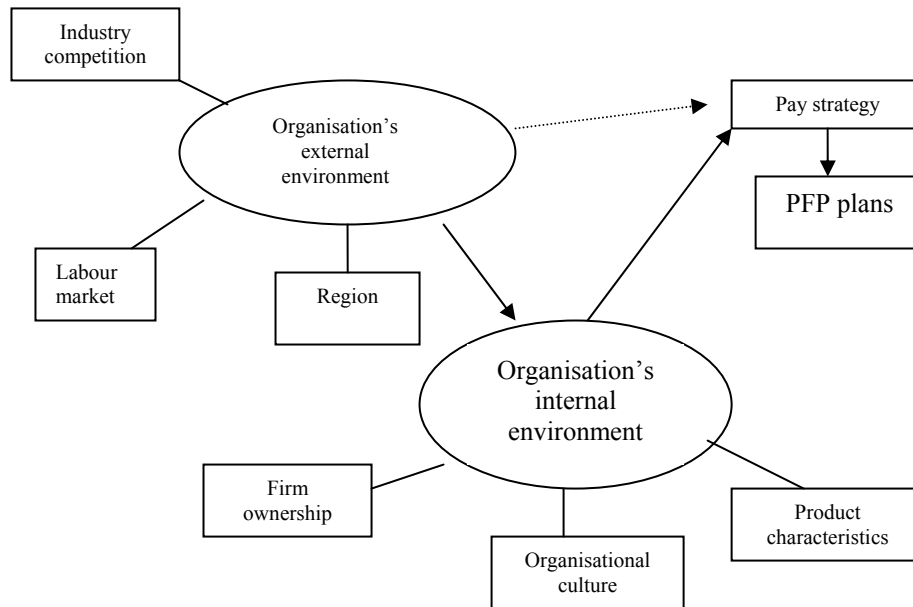 Industry
competition
Organisation’s
external
environment
Pay strategy
PFP plans
Labour
market
Region
Organisation’s
internal
environment
Firm
ownership
Organisational
culture
Product
characteristics